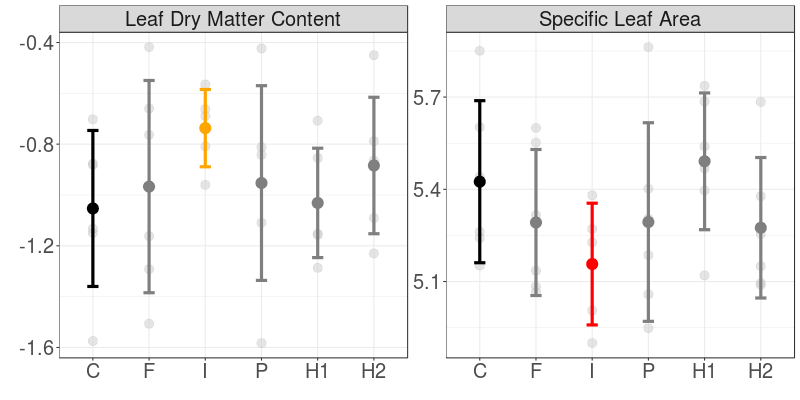 Leaf Dry Matter Content
Specific Leaf Area
-0.4
-0.8
-1.2
-1.6
5.7
5.4
5.1
C F I P H1 H2
C F I P H1 H2